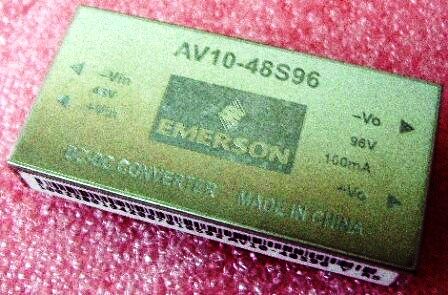 AV10-48S96
-Vin
48V
+Vin
EMERSON
-Vo
96V
100mA
-Vo
DC/DC CONVERTER MADE IN CHINA